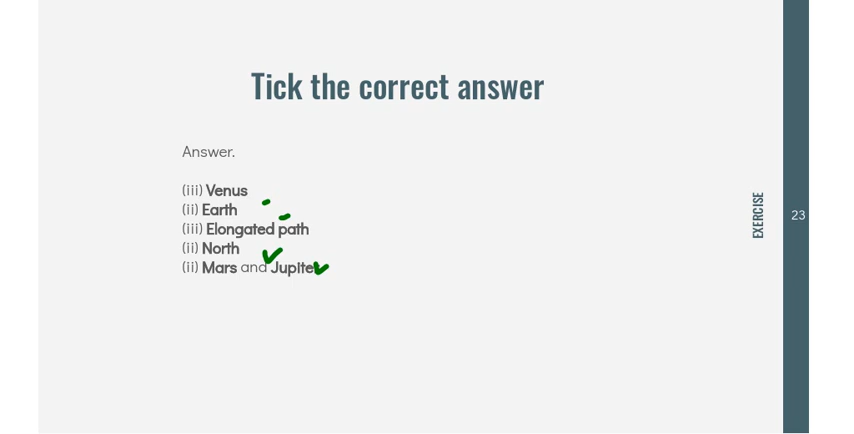 Tick the correct answer
Answer.
(iii) Venus
(ii) Earth
(iii) Elongated path
(ii) North
(ii) Mars and Jupiter
EXERCISE
23